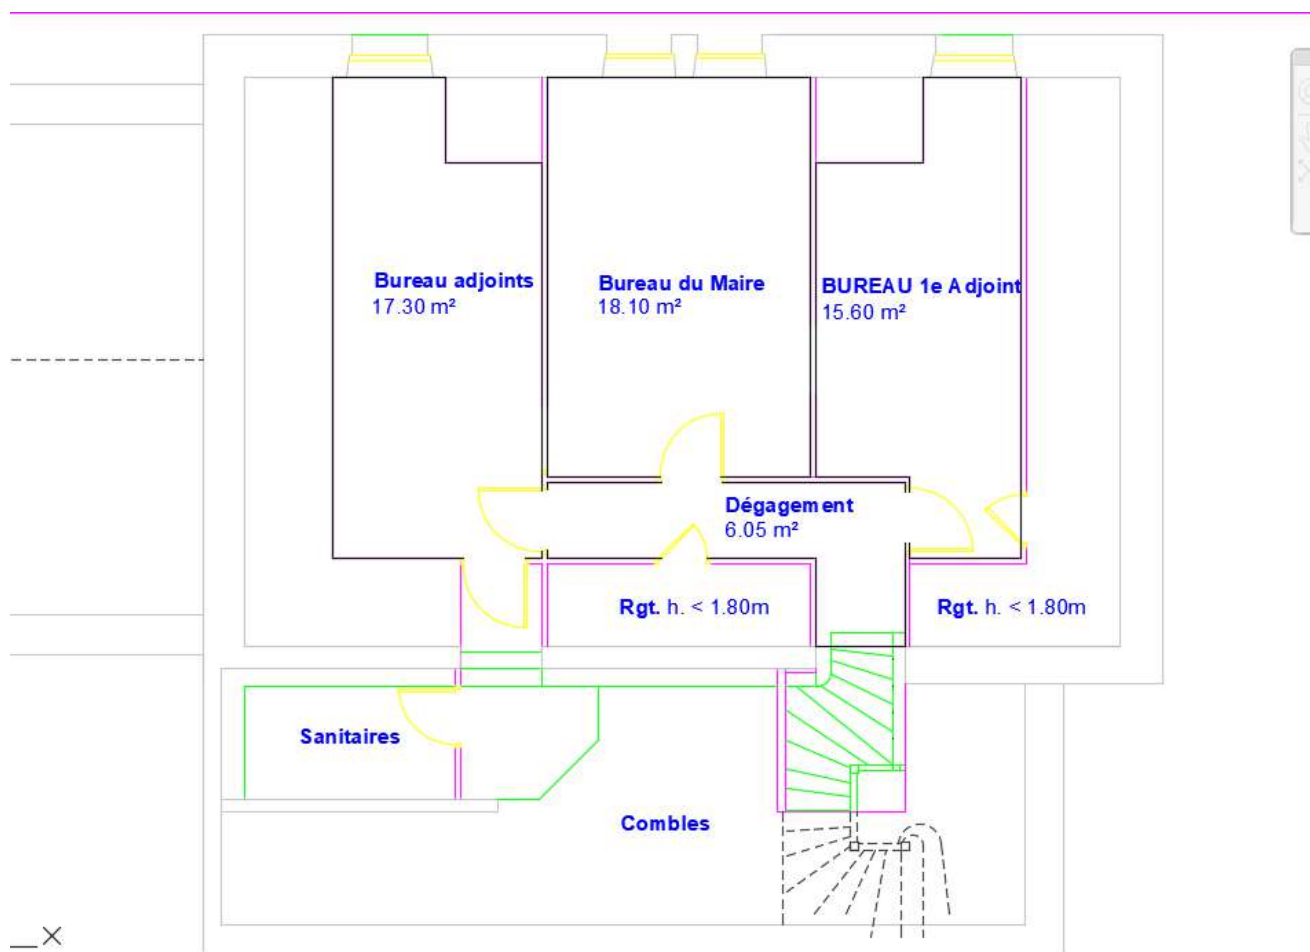 Bureau adjoints
17.30 m²
Bureau du Maire
18.10 m²
BUREAU 1e Adjoint
15.60 m²
Dégagement
6.05 m²
Rgt. h. < 1.80m
Rgt. h. < 1.80m
Sanitaires
Combles